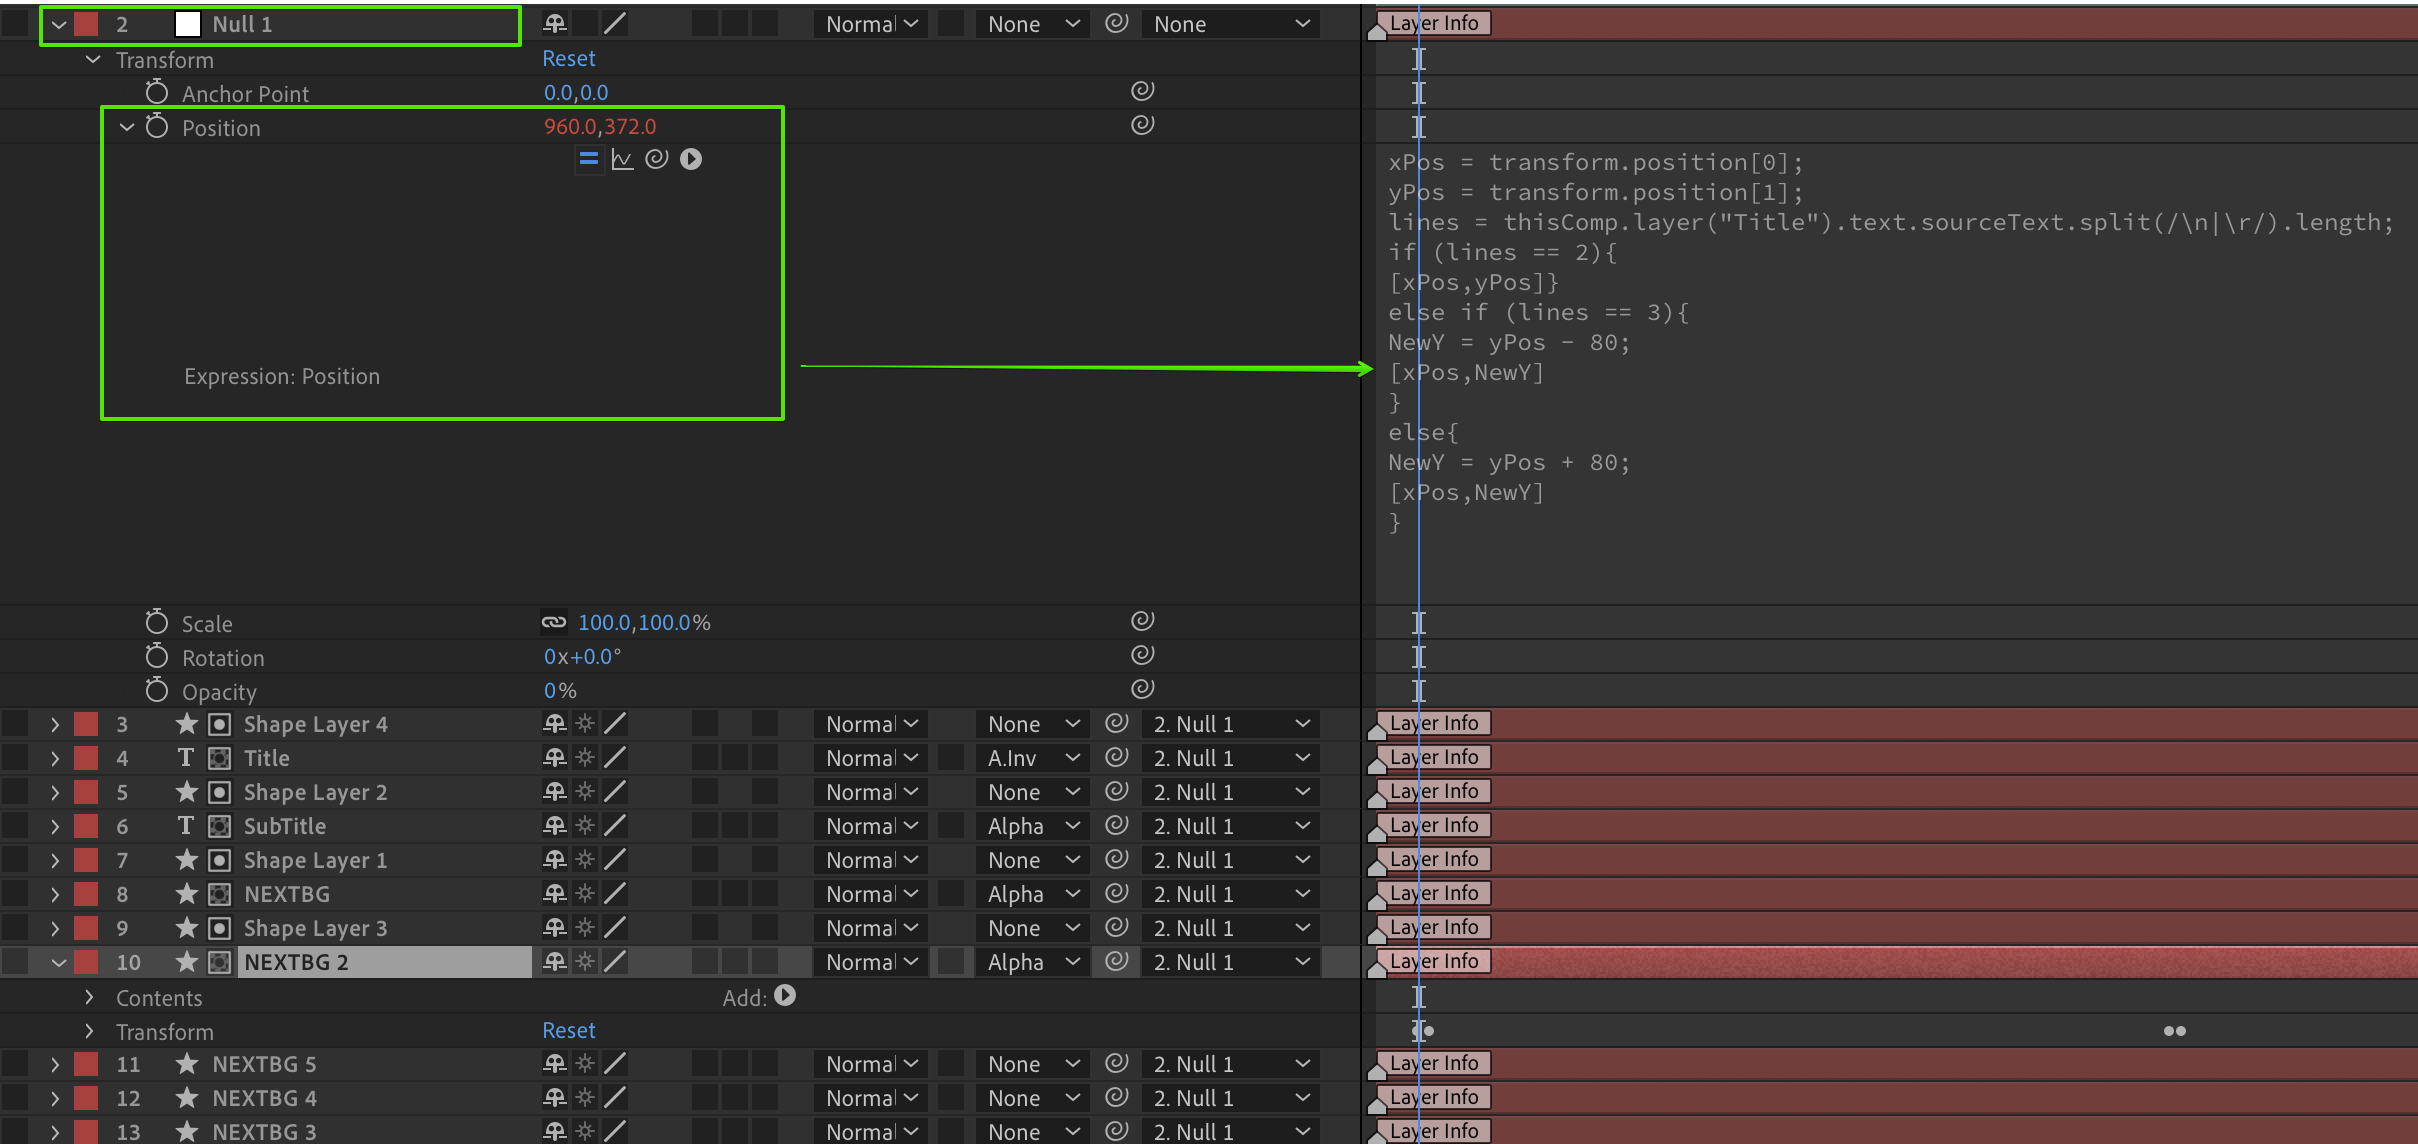 2 Null 1 Normal None None Layer Info
Transform Reset
Anchor Point 0.0,0.0
Position 960.0,372.0
xPos = transform.position[0];
yPos = transform.position[1];
lines = thisComp.layer("Title").text.sourceText.split(/\n|\r/).length;
if (lines == 2){
[xPos,yPos]}
else if (lines == 3){
NewY = yPos - 80;
Expression: Position [xPos,NewY]
}
else{
NewY = yPos + 80;
[xPos,NewY]
}
Scale 100.0,100.0%
Rotation 0x+0.0°
Opacity 0%
3 Shape Layer 4 Normal None 2. Null 1 Layer Info
4 T Title Normal A.Inv 2. Null 1 Layer Info
5 Shape Layer 2 Normal None 2. Null 1 Layer Info
6 T SubTitle Normal Alpha 2. Null 1 Layer Info
7 Shape Layer 1 Normal None 2. Null 1 Layer Info
8 NEXTBG Normal Alpha 2. Null 1 Layer Info
9 Shape Layer 3 Normal None 2. Null 1 Layer Info
10 NEXTBG 2 Normal Alpha 2. Null 1 Layer Info
Contents Add:
Transform Reset
11 NEXTBG 5 Normal None 2. Null 1 Layer Info
12 NEXTBG 4 Normal None 2. Null 1 Layer Info
13 NEXTBG 3 Normal None 2. Null 1 Layer Info